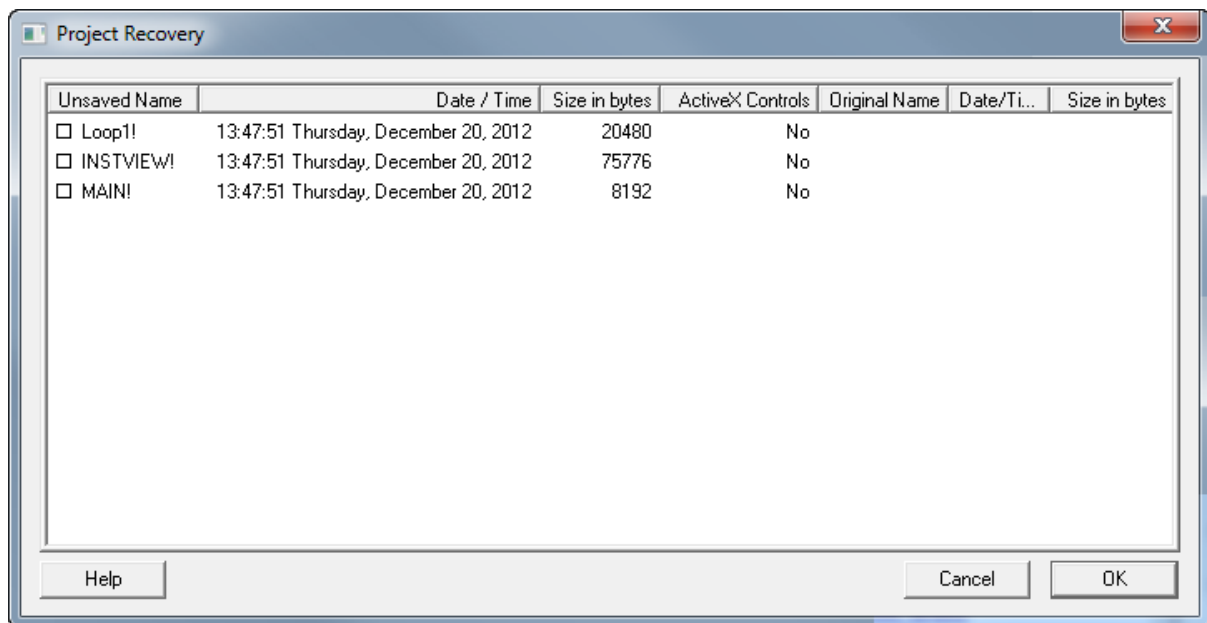 Project Recovery
Unsaved Name Date / Time Size in bytes ActiveX Controls Original Name Date/Ti... Size in bytes
Loop1! 13:47:51 Thursday, December 20, 2012 20480 No
INSTVIEW! 13:47:51 Thursday, December 20, 2012 75776 No
MAIN! 13:47:51 Thursday, December 20, 2012 8192 No
Help Cancel OK